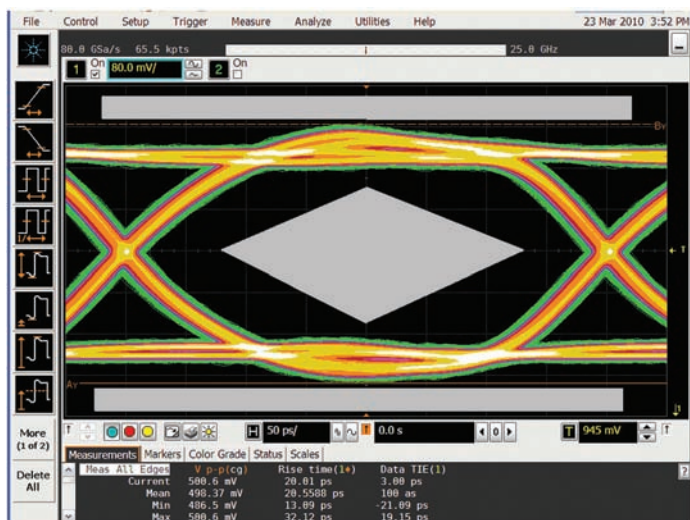 File Control Setup Trigger Measure Analyze Utilities Help 23 Mar 2010 3:52 PM
80.0 GSa/s 65.5 kpts 25.0 GHz
1 On 80.0 mV/ 2 On
By
T
Ay
1
More
(1 of 2)
Delete
All
H 50 ps/ 0.0 s 0 T 945 mV
Measurements Markers Color Grade Status Scales
Meas All Edges V p-p(cg) Rise time(1♦) Data TIE(1)
Current 500.6 mV 20.01 ps 3.00 ps
Mean 498.37 mV 20.5588 ps 100 as
Min 486.5 mV 13.09 ps -21.09 ps
Max 500.6 mV 32.12 ps 19.15 ps